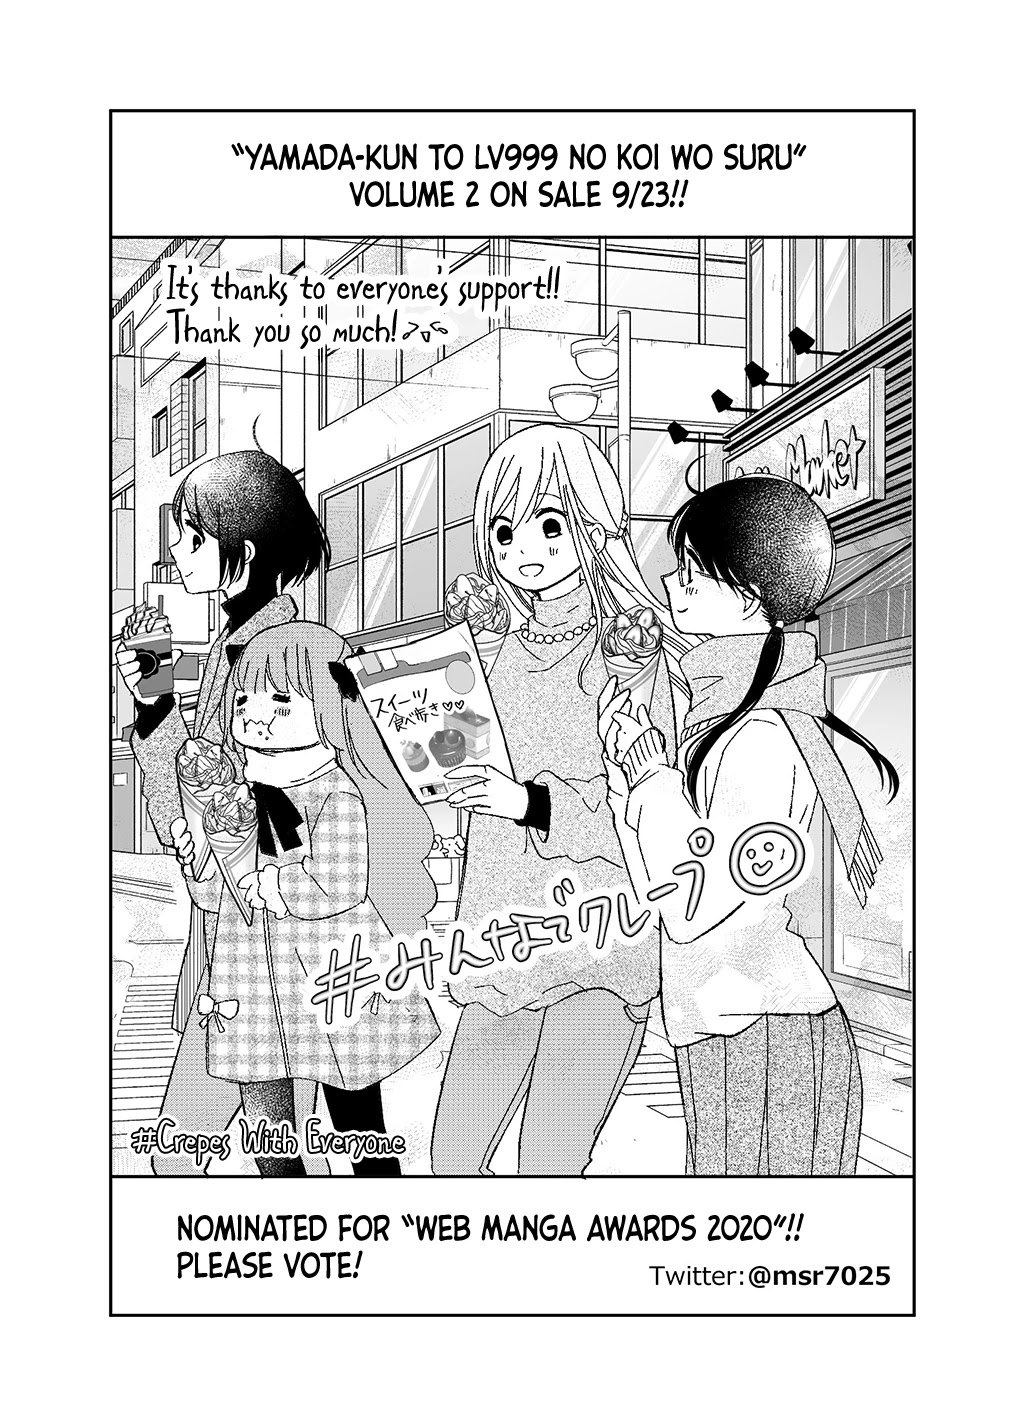 "YAMADA-KUN TO LV999 NO KOI WO SURU"
VOLUME 2 ON SALE 9/23!!
It's thanks to everyone's support!!
Thank you so much!
Monkey
スイーツ
食べ歩き♡♡
#みんなでクレープ
#Crepes With Everyone
NOMINATED FOR "WEB MANGA AWARDS 2020"!!
PLEASE VOTE!
Twitter:@msr7025